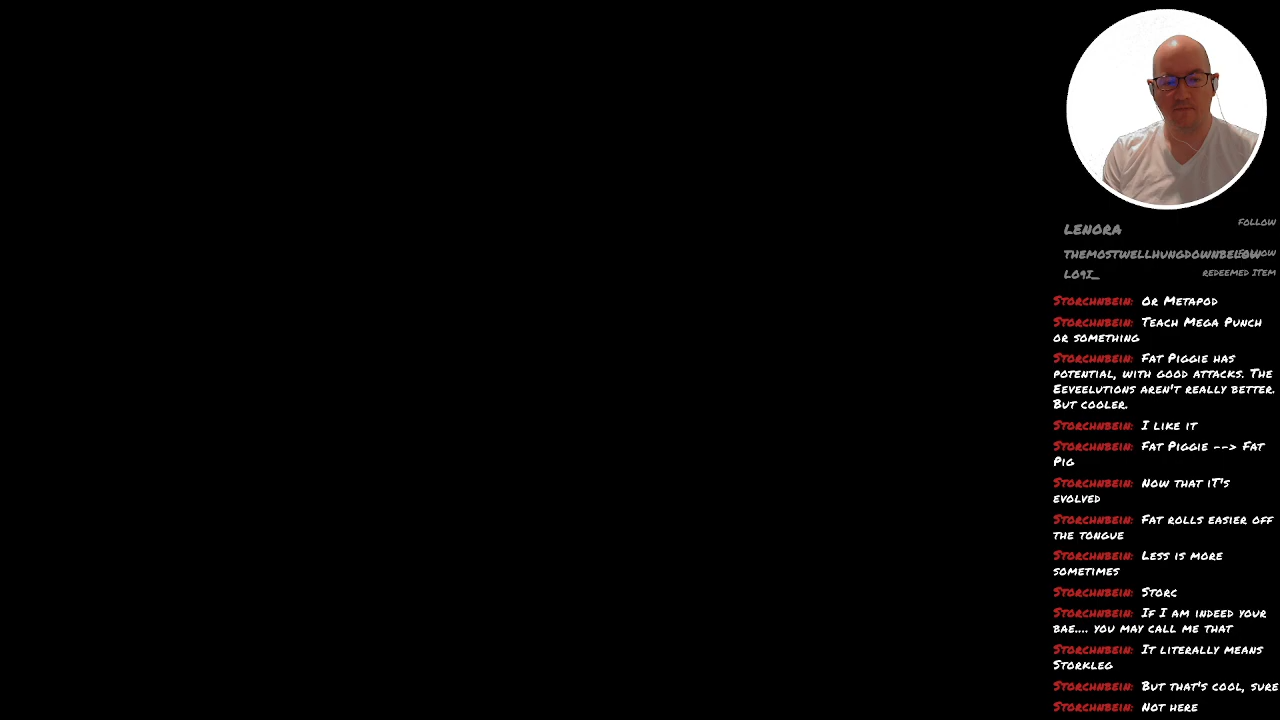 Lenora Follow
themostwellhungdownbelow
lo9i_ redeemed item
Storchnbein: Or Metapod
Storchnbein: Teach Mega Punch
or something
Storchnbein: Fat Piggie has
potential, with good attacks. The
Eeveelutions aren't really better.
But cooler.
Storchnbein: I like it
Storchnbein: Fat Piggie --> Fat
Pig
Storchnbein: Now that iT's
evolved
Storchnbein: Fat rolls easier off
the tongue
Storchnbein: Less is more
sometimes
Storchnbein: Storc
Storchnbein: If I am indeed your
bae.... you may call me that
Storchnbein: It literally means
Storkleg
Storchnbein: But that's cool, sure
Storchnbein: Not here